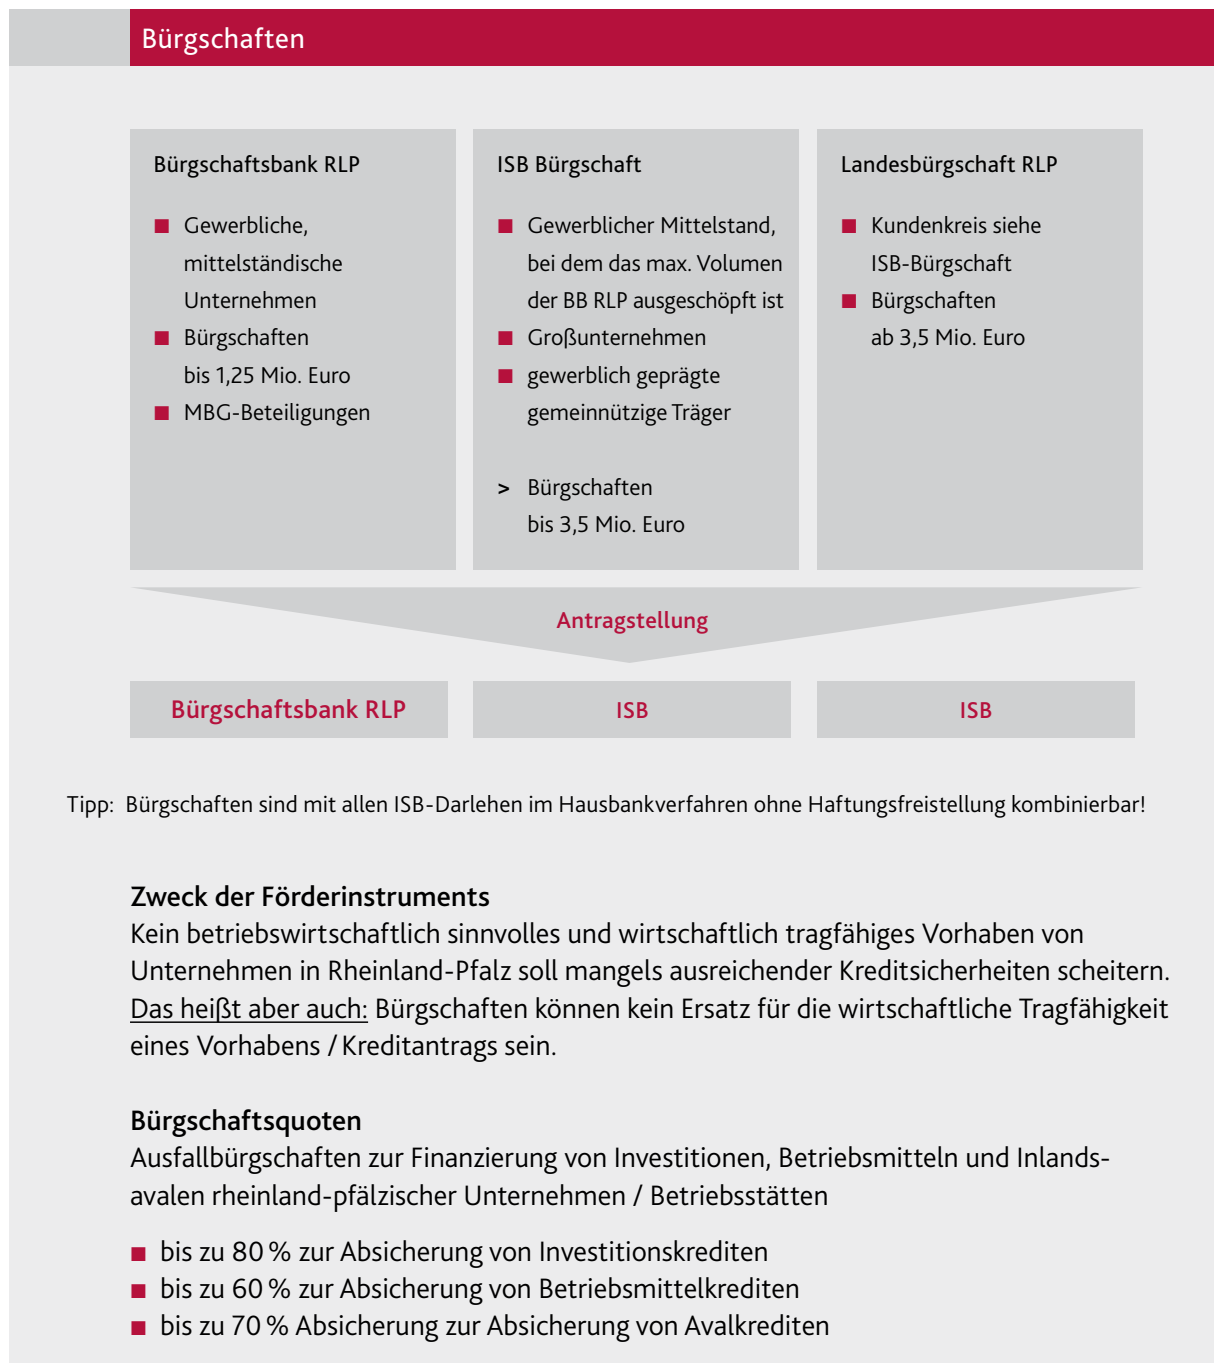 Bürgschaften
Bürgschaftsbank RLP
■ Gewerbliche,
mittelständische
Unternehmen
■ Bürgschaften
bis 1,25 Mio. Euro
■ MBG-Beteiligungen
ISB Bürgschaft
■ Gewerblicher Mittelstand,
bei dem das max. Volumen
der BB RLP ausgeschöpft ist
■ Großunternehmen
■ gewerblich geprägte
gemeinnützige Träger
> Bürgschaften
bis 3,5 Mio. Euro
Landesbürgschaft RLP
■ Kundenkreis siehe
ISB-Bürgschaft
■ Bürgschaften
ab 3,5 Mio. Euro
Antragstellung
Bürgschaftsbank RLP
ISB
ISB
Tipp: Bürgschaften sind mit allen ISB-Darlehen im Hausbankverfahren ohne Haftungsfreistellung kombinierbar!
Zweck der Förderinstruments
Kein betriebswirtschaftlich sinnvolles und wirtschaftlich tragfähiges Vorhaben von
Unternehmen in Rheinland-Pfalz soll mangels ausreichender Kreditsicherheiten scheitern.
Das heißt aber auch: Bürgschaften können kein Ersatz für die wirtschaftliche Tragfähigkeit
eines Vorhabens / Kreditantrags sein.
Bürgschaftsquoten
Ausfallbürgschaften zur Finanzierung von Investitionen, Betriebsmitteln und Inlands-
avalen rheinland-pfälzischer Unternehmen / Betriebsstätten
■ bis zu 80 % zur Absicherung von Investitionskrediten
■ bis zu 60 % zur Absicherung von Betriebsmittelkrediten
■ bis zu 70 % Absicherung zur Absicherung von Avalkrediten